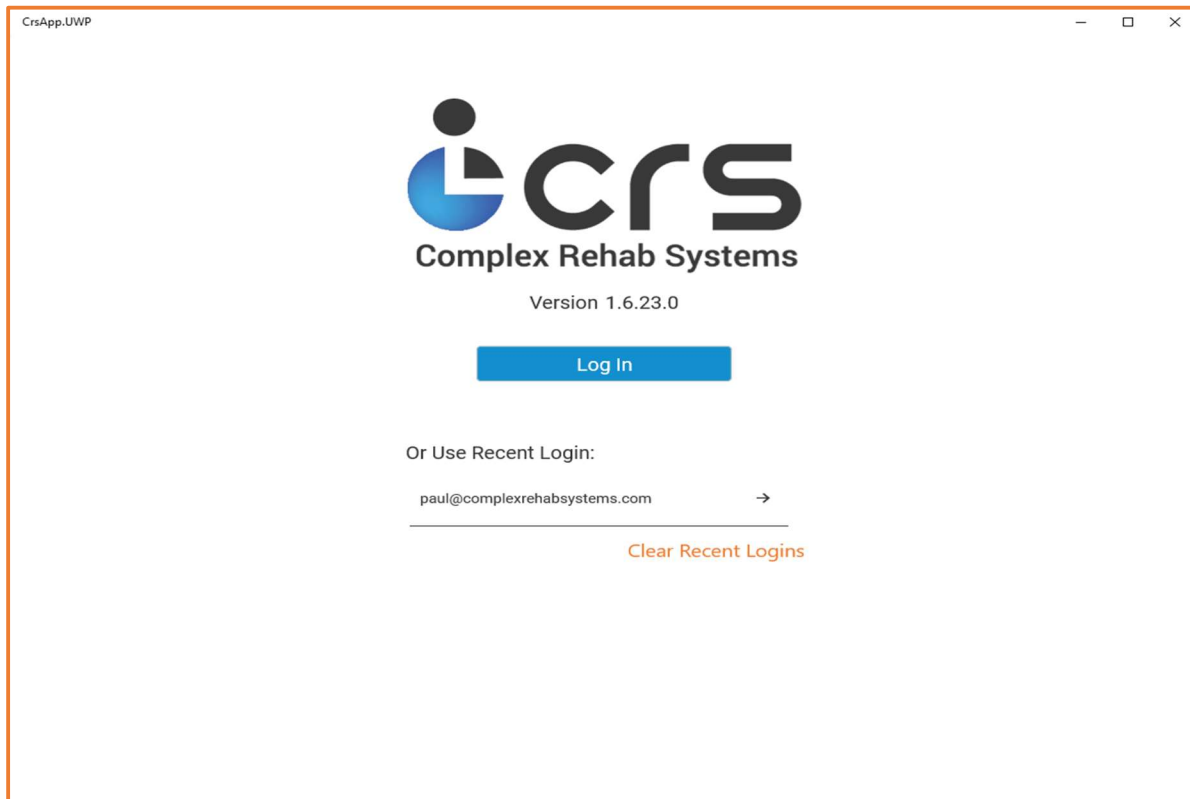 CrsApp.UWP
crs
Complex Rehab Systems
Version 1.6.23.0
Log In
Or Use Recent Login:
paul@complexrehabsystems.com
Clear Recent Logins